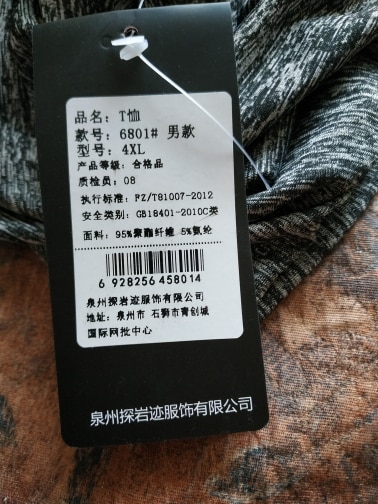 品名: T恤
款号: 6801# 男款
型号: 4XL
产品等级: 合格品
质检员: 08
执行标准: FZ/T81007-2012
安全类别: GB18401-2010C类
面料: 95%聚酯纤维 5%氨纶
6 928256 458014
泉州探岩迹服饰有限公司
地址: 泉州市 石狮市青创城
国际网批中心
泉州探岩迹服饰有限公司